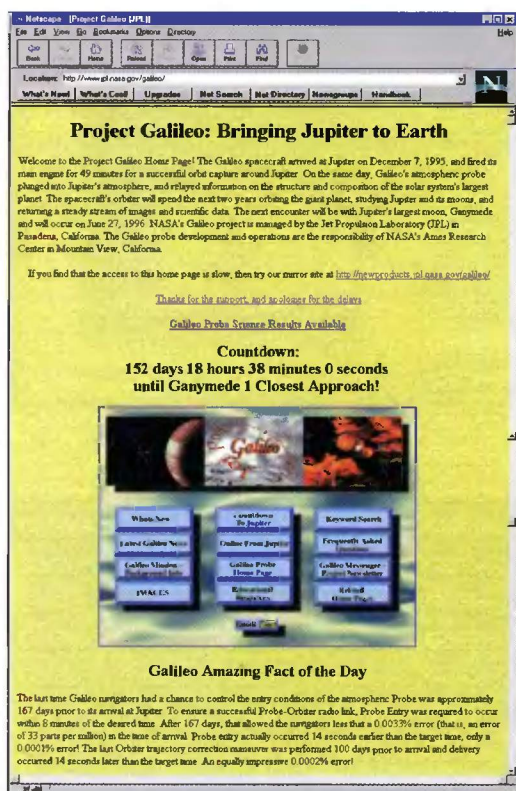 Netscape [Project Galileo [JPL]]
File Edit View Go Bookmarks Options Directory Help
Back Home Reload Open Print Find
Location: http://www.jpl.nasa.gov/galileo/
What's New! What's Cool! Upgrades Net Search Net Directory Newsgroups Handbook
Project Galileo: Bringing Jupiter to Earth
Welcome to the Project Galileo Home Page! The Galileo spacecraft arrived at Jupiter on December 7, 1995, and fired its
main engine for 49 minutes for a successful orbit capture around Jupiter. On the same day, Galileo's atmospheric probe
plunged into Jupiter's atmosphere, and relayed information on the structure and composition of the solar system's largest
planet. The spacecraft's orbiter will spend the next two years orbiting the giant planet, studying Jupiter and its moons, and
returning a steady stream of images and scientific data. The next encounter will be with Jupiter's largest moon, Ganymede
and will occur on June 27, 1996. NASA's Galileo project is managed by the Jet Propulsion Laboratory (JPL) in
Pasadena, California. The Galileo probe development and operations are the responsibility of NASA's Ames Research
Center in Mountain View, California.
If you find that the access to this home page is slow, then try our mirror site at http://newproducts.jpl.nasa.gov/galileo/
Thanks for the support, and apologies for the delays
Galileo Probe Science Results Available
Countdown:
152 days 18 hours 38 minutes 0 seconds
until Ganymede 1 Closest Approach!
Galileo
Whats New
Countdown
To Jupiter
Keyword Search
Latest Galileo News
Online From Jupiter
Frequently Asked
Questions
Galileo Mission
Background Info
Galileo Probe
Home Page
Galileo Messenger
Project Newsletter
IMAGES
Educational
Resources
Related
Home Pages
Galileo Amazing Fact of the Day
The last time Galileo navigators had a chance to control the entry conditions of the atmospheric Probe was approximately
167 days prior to its arrival at Jupiter. To ensure a successful Probe-Orbiter radio link, Probe Entry was required to occur
within 8 minutes of the desired time. After 167 days, that allowed the navigators less that a 0.0033% error (that is, an error
of 33 parts per million) in the time of arrival. Probe entry actually occurred 14 seconds earlier than the target time, only a
0.0001% error! The last Orbiter trajectory correction maneuver was performed 100 days prior to arrival and delivery
occurred 14 seconds later than the target time. An equally impressive 0.0002% error!